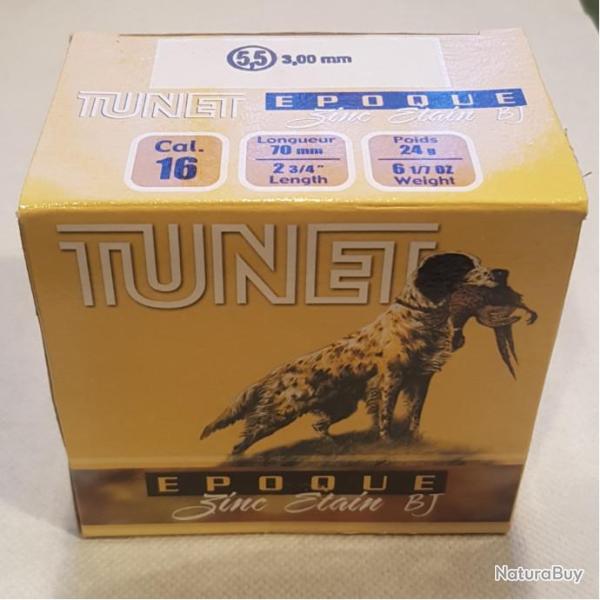 5,5 3,00 mm
TUNET EPOQUE
Zinc Etain BJ
Cal. 16
Longueur
70 mm
2 3/4"
Length
Poids
24 g
6 1/7 OZ
Weight
TUNET
EPOQUE
Zinc Etain BJ
NaturaBuy